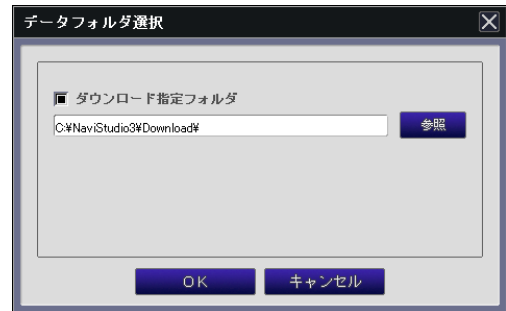 データフォルダ選択
ダウンロード指定フォルダ
C:¥NaviStudio3¥Download¥
参照
OK
キャンセル